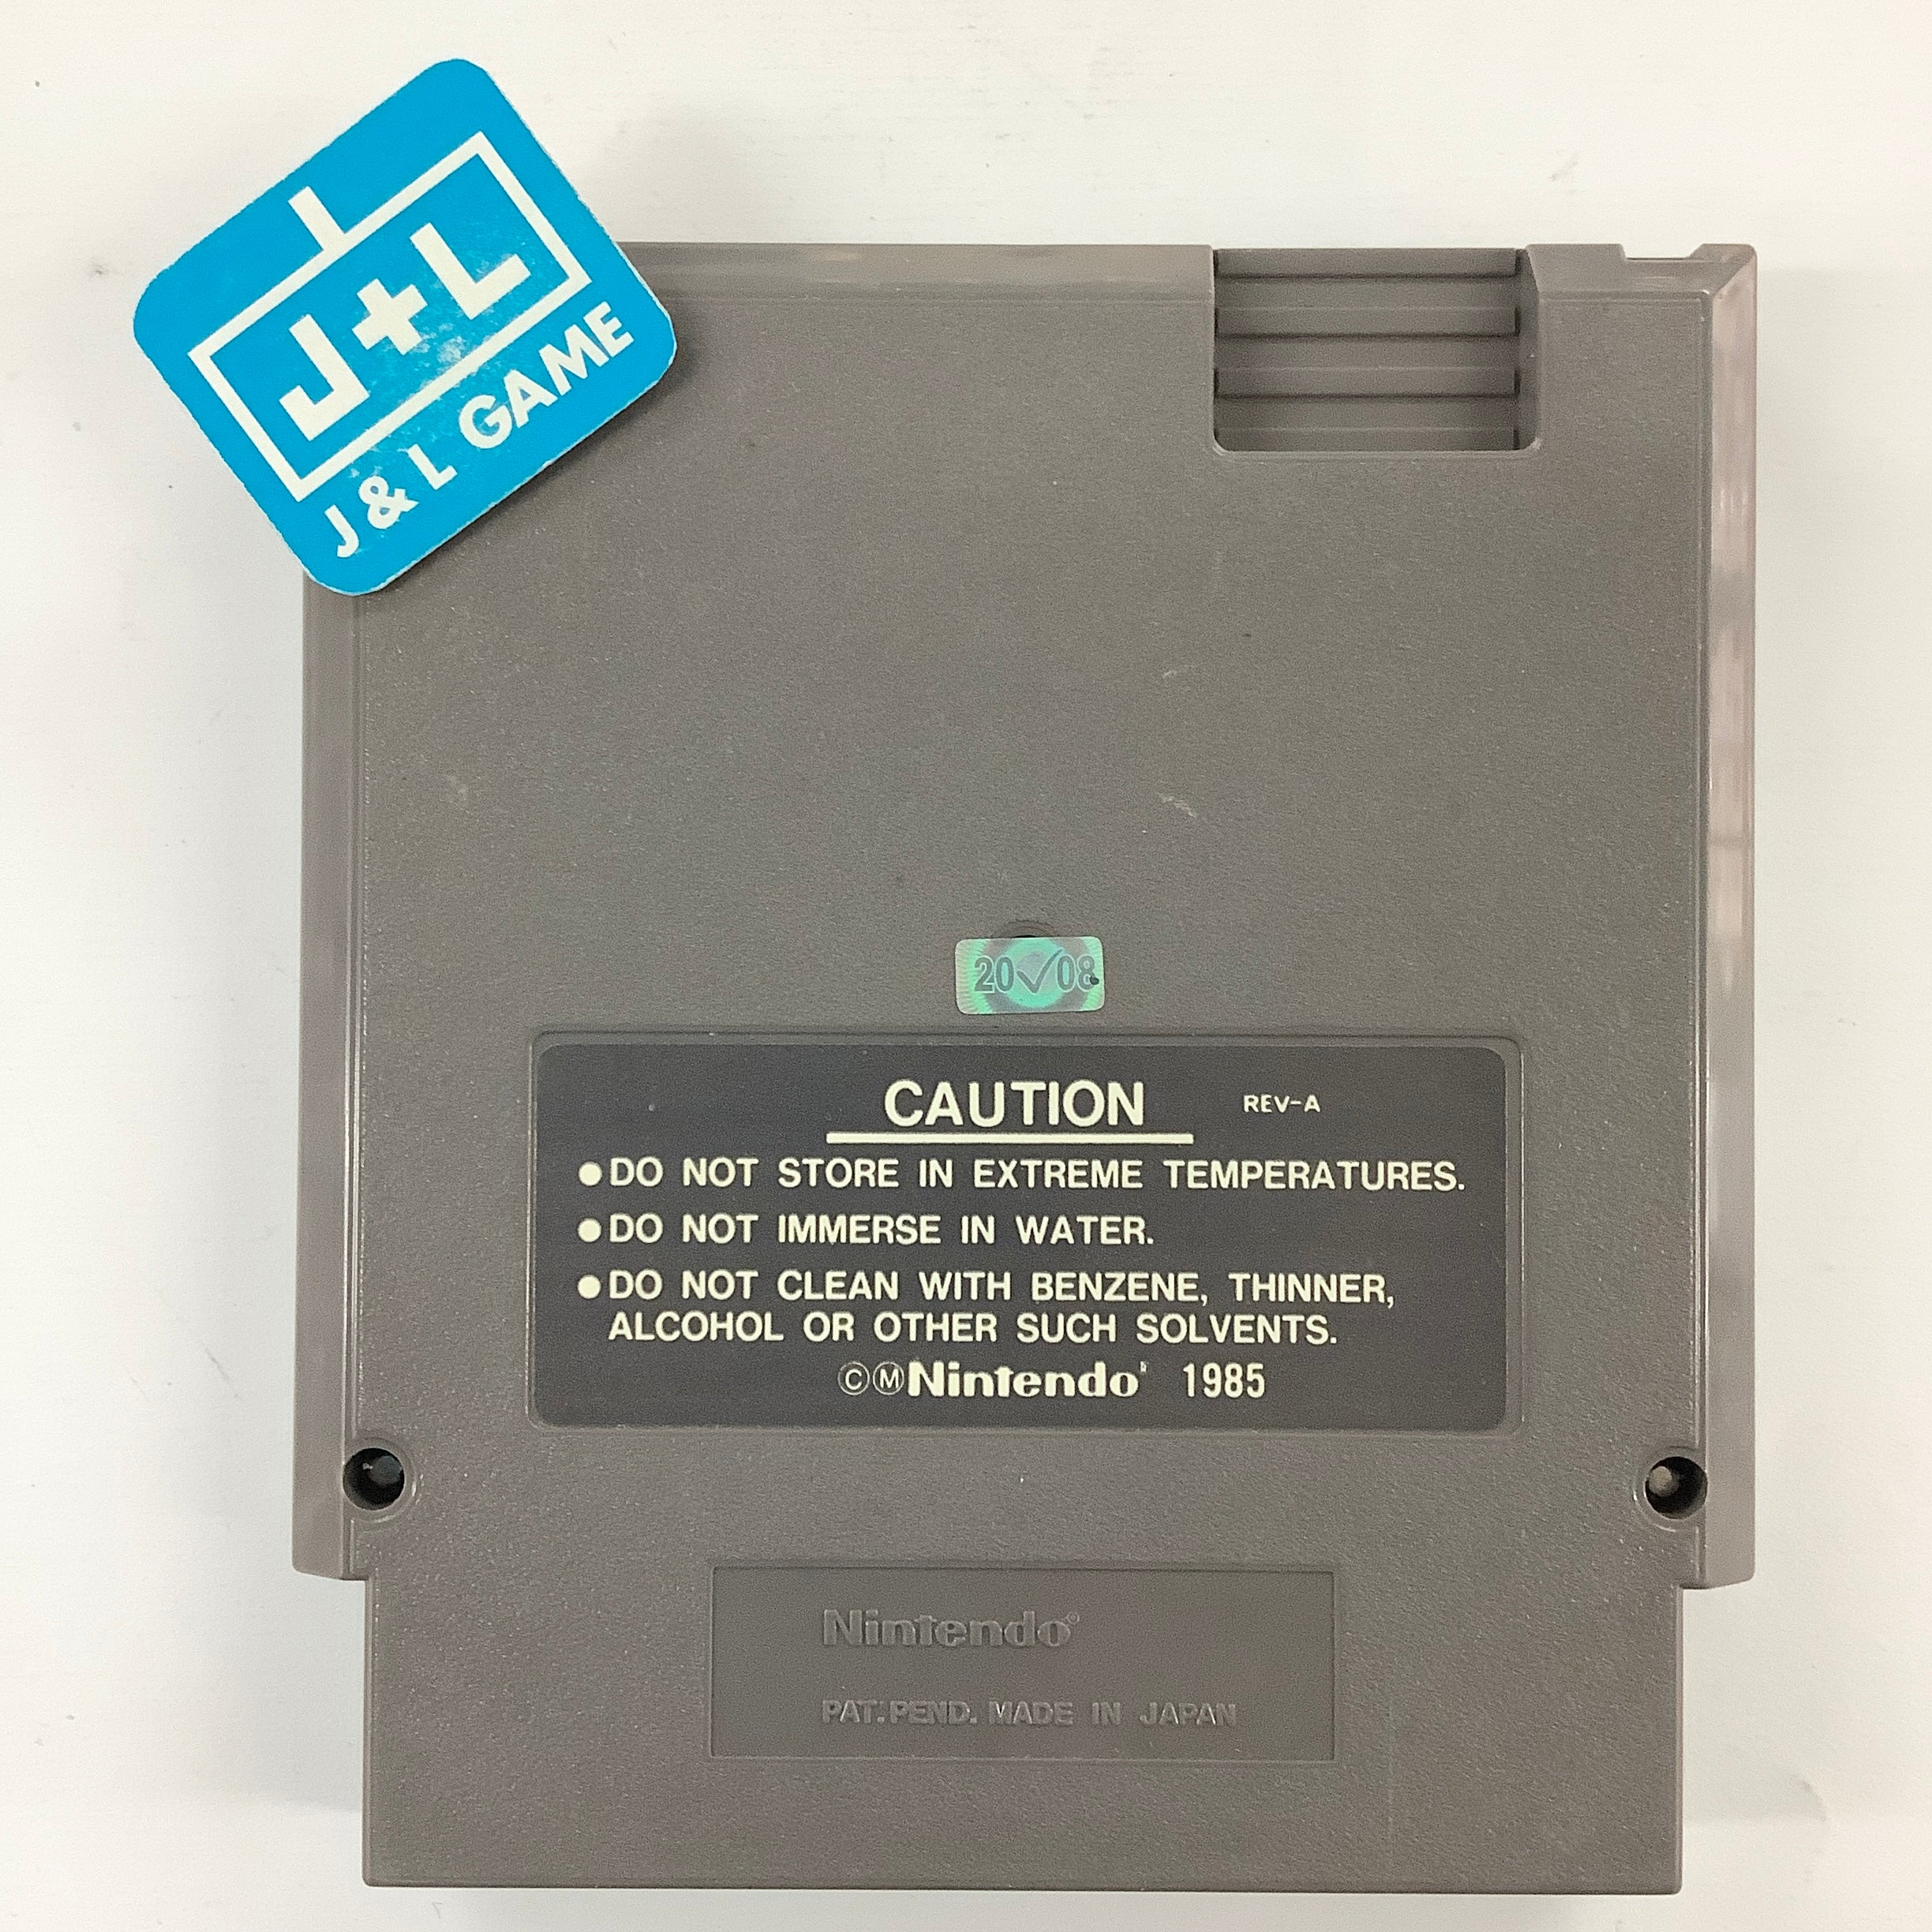 J+L
J & L GAME
20✓08
CAUTION REV-A
●DO NOT STORE IN EXTREME TEMPERATURES.
●DO NOT IMMERSE IN WATER.
●DO NOT CLEAN WITH BENZENE, THINNER,
ALCOHOL OR OTHER SUCH SOLVENTS.
©ⓂNintendo® 1985
Nintendo®
PAT. PEND. MADE IN JAPAN